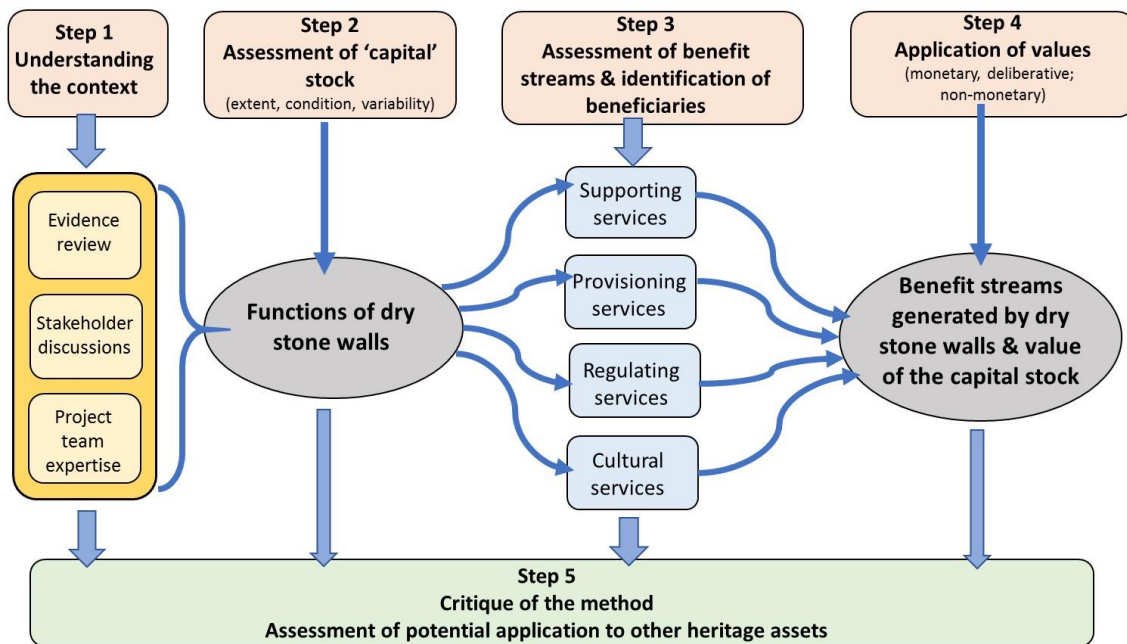 Step 1
Understanding
the context
Step 2
Assessment of ‘capital’
stock
(extent, condition, variability)
Step 3
Assessment of benefit
streams & identification of
beneficiaries
Step 4
Application of values
(monetary, deliberative;
non-monetary)
Evidence
review
Stakeholder
discussions
Project
team
expertise
Functions of dry
stone walls
Supporting
services
Provisioning
services
Regulating
services
Cultural
services
Benefit streams
generated by dry
stone walls & value
of the capital stock
Step 5
Critique of the method
Assessment of potential application to other heritage assets